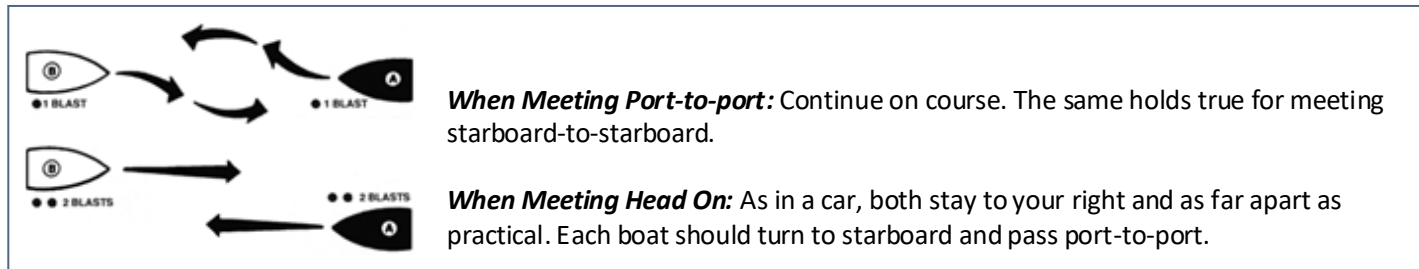 Ⓑ
Ⓐ
●1 BLAST
● 1 BLAST
When Meeting Port-to-port: Continue on course. The same holds true for meeting
starboard-to-starboard.
Ⓑ
● ● 2 BLASTS
● ● 2 BLASTS
Ⓐ
When Meeting Head On: As in a car, both stay to your right and as far apart as
practical. Each boat should turn to starboard and pass port-to-port.